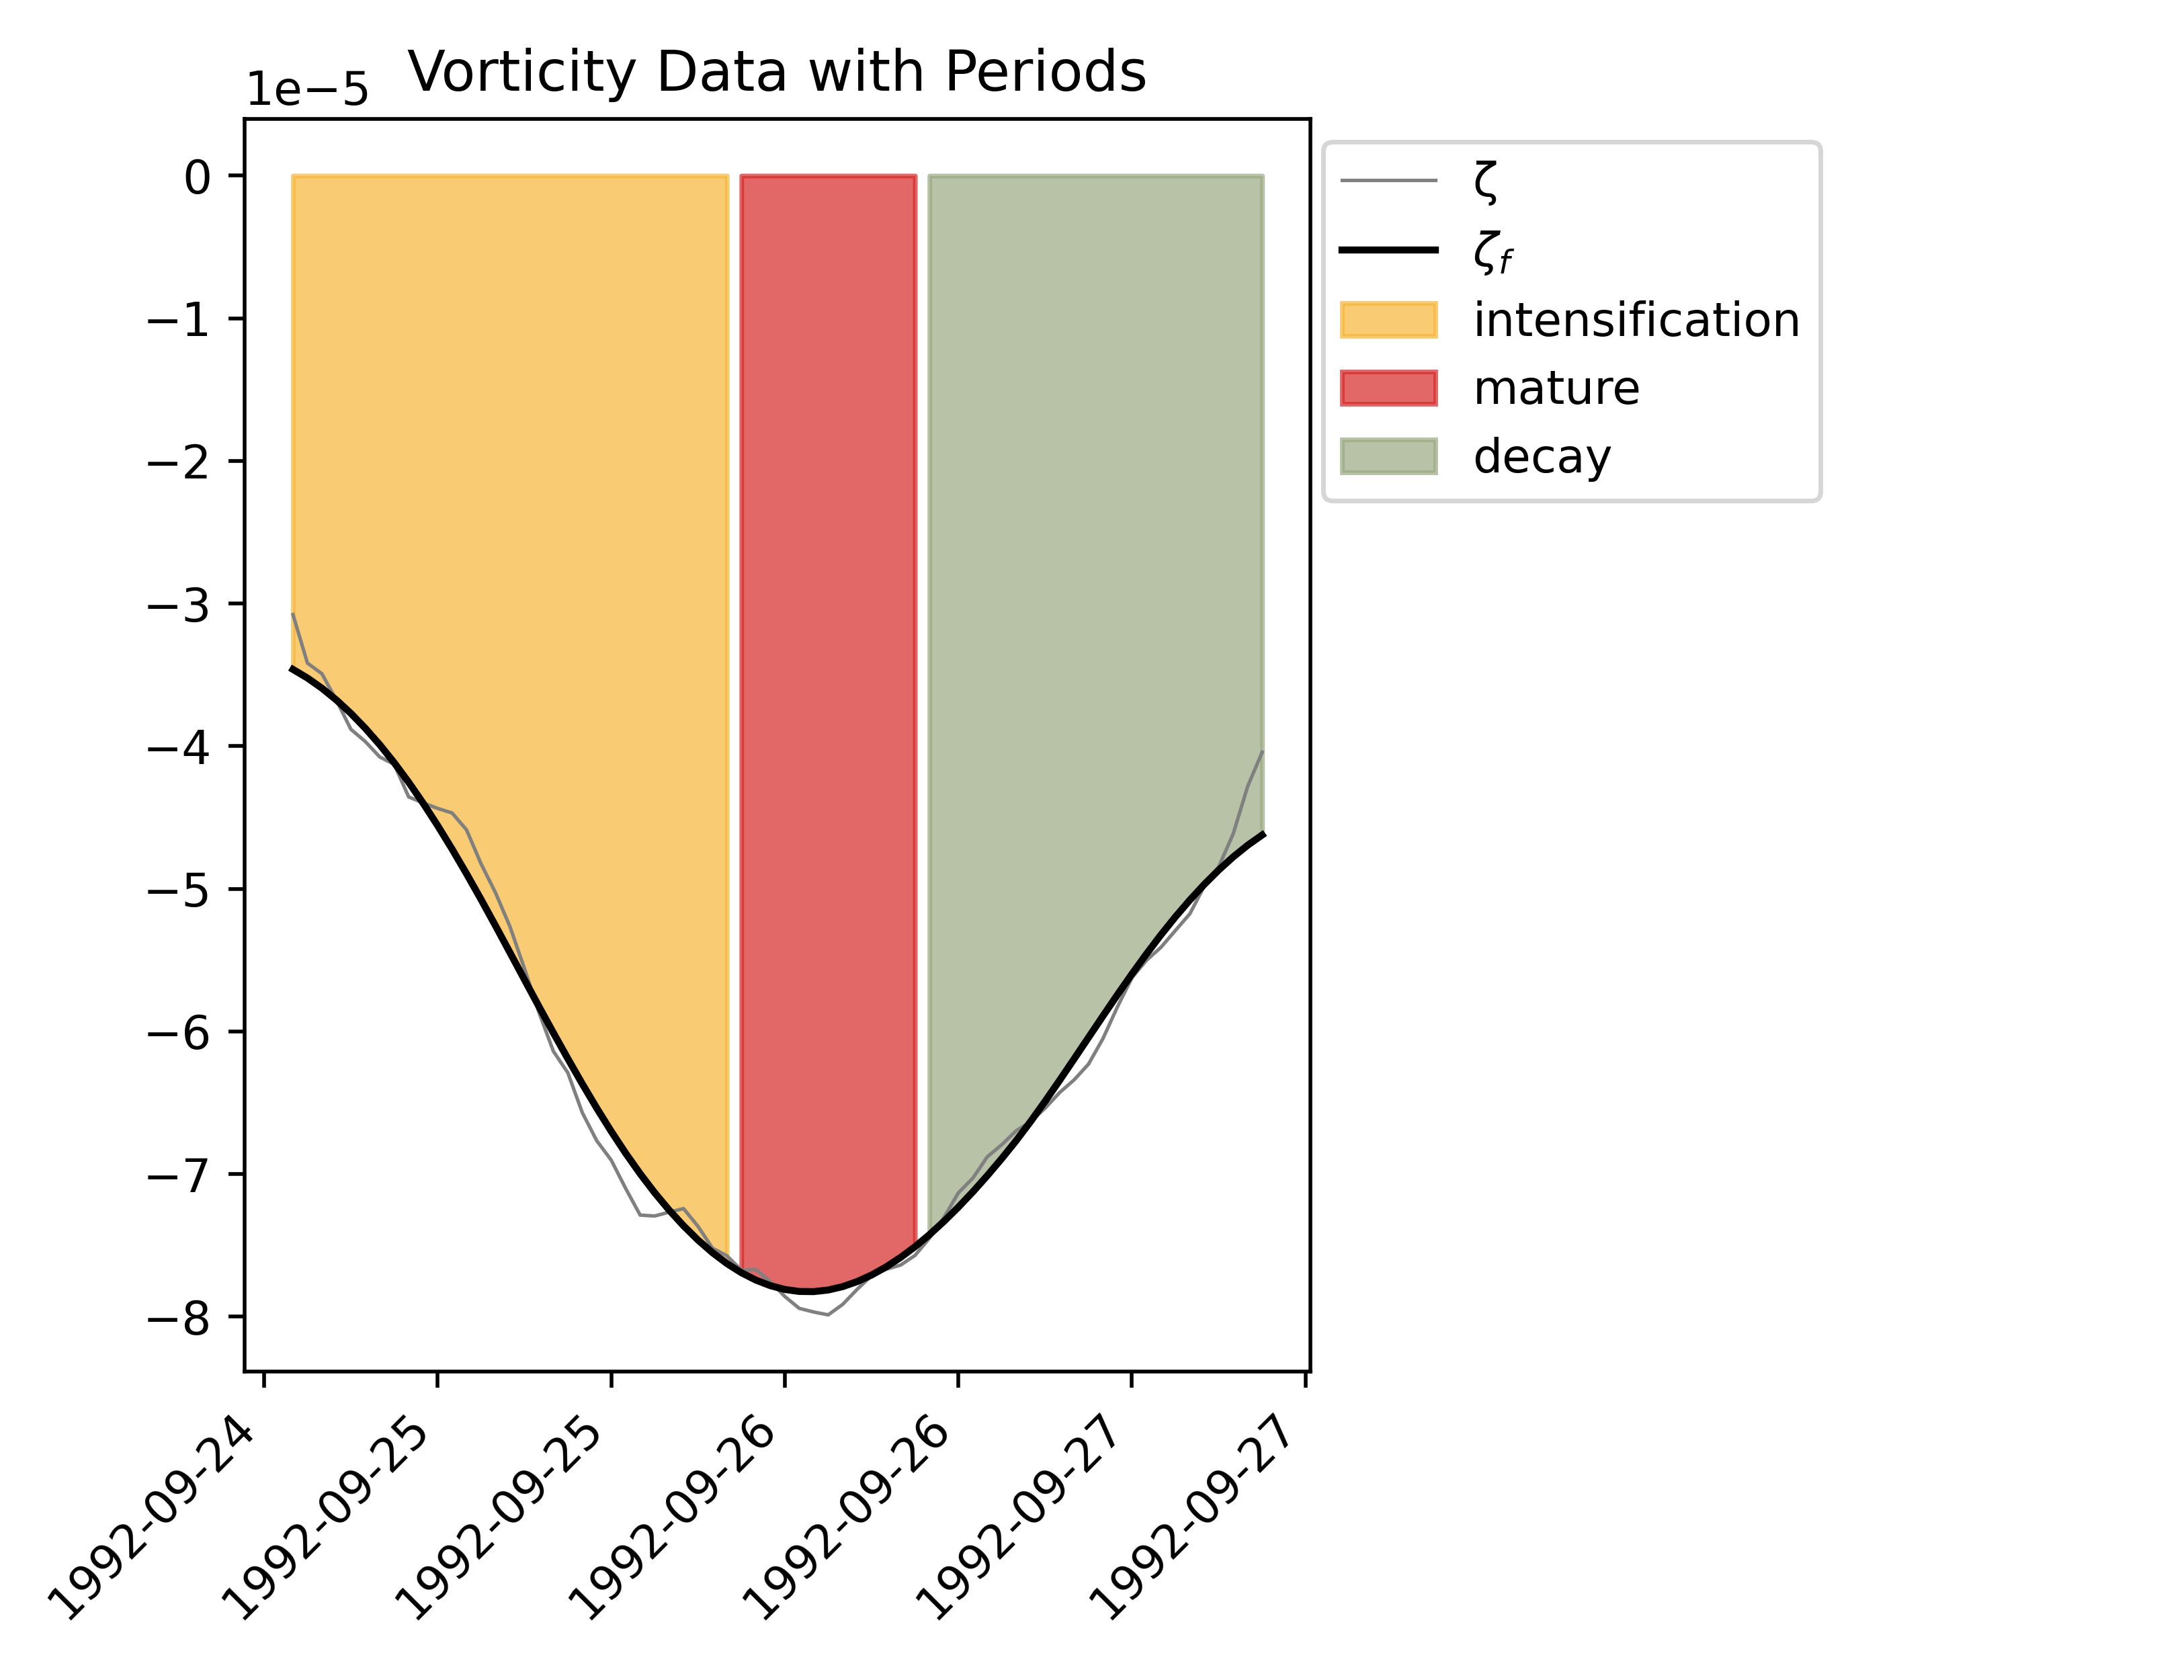 Vorticity Data with Periods
1e−5
0
−1
−2
−3
−4
−5
−6
−7
−8
1992-09-24
1992-09-25
1992-09-25
1992-09-26
1992-09-26
1992-09-27
1992-09-27
ζ
ζf
intensification
mature
decay